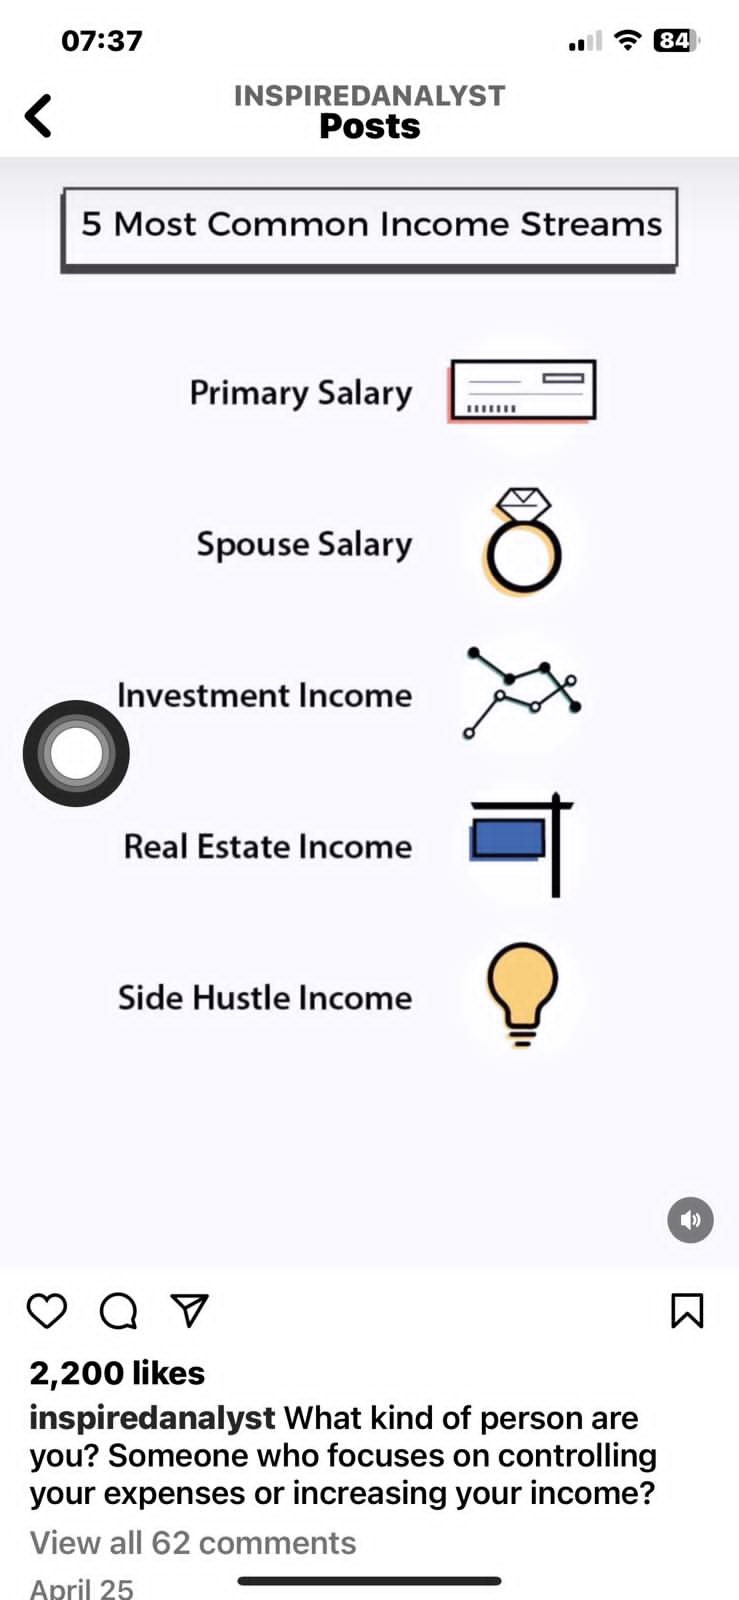 07:37
84
INSPIREDANALYST
Posts
5 Most Common Income Streams
Primary Salary
Spouse Salary
Investment Income
Real Estate Income
Side Hustle Income
2,200 likes
inspiredanalyst What kind of person are
you? Someone who focuses on controlling
your expenses or increasing your income?
View all 62 comments
April 25